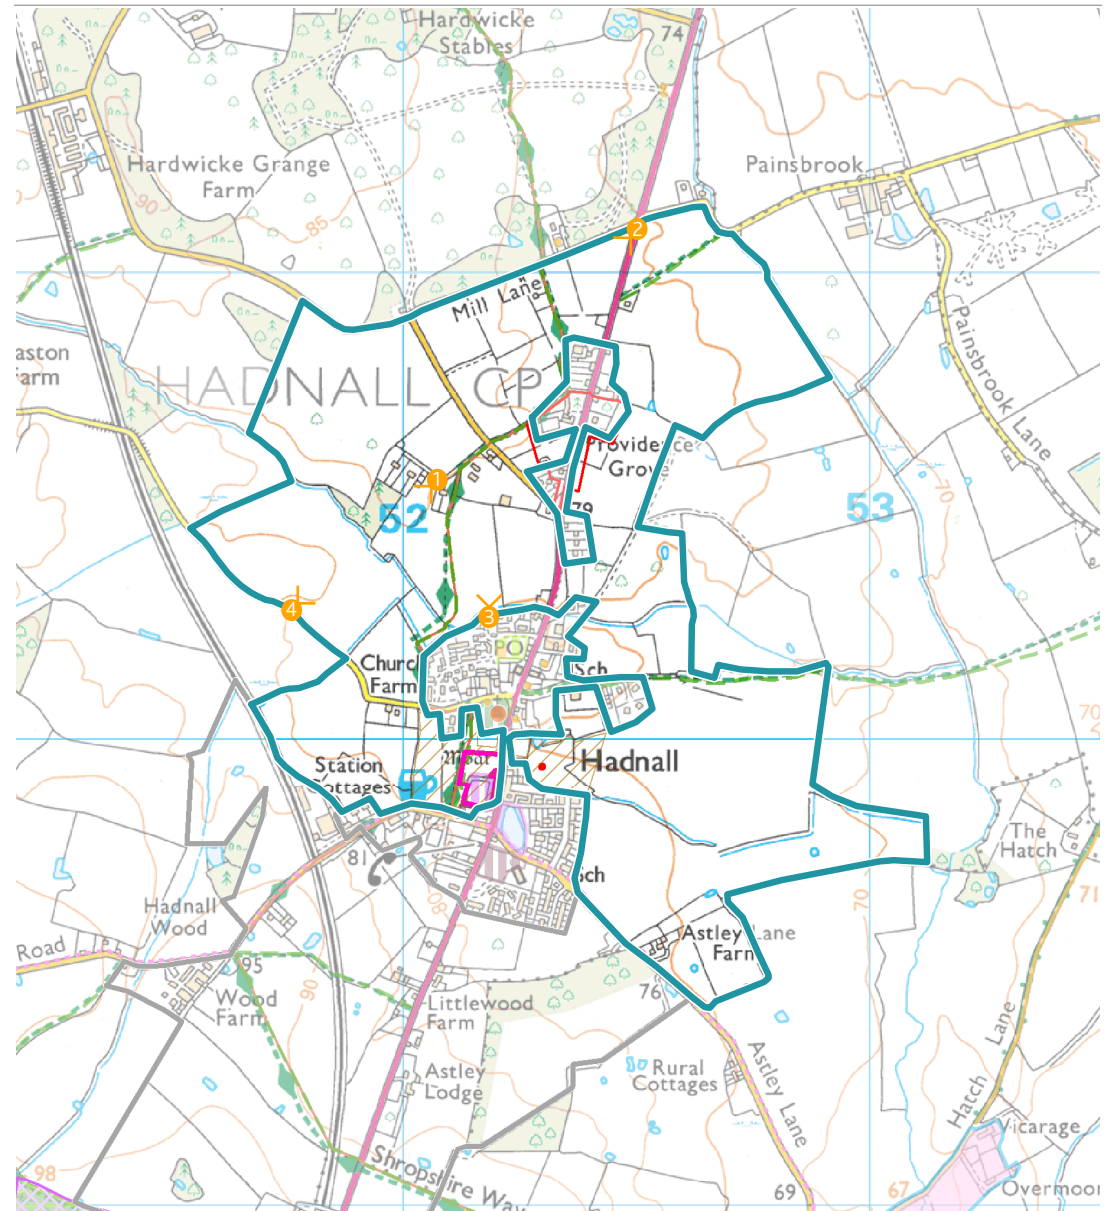 Hardwicke
Stables
74
Hardwicke Grange
Farm
90
85
Painsbrook
2
Mill Lane
aston
arm
HADNALL CP
Painsbrook Lane
Providence
Grove
1
52
79
53
70
4
3
PO
Church
Farm
Sch
70
Moat
Hadnall
Station
Cottages
The
Hatch
81
80
Sch
71
Hadnall
Wood
70
Road
Astley Lane
Farm
95
90
76
Wood
Farm
Littlewood
Farm
Lane
Astley
Lodge
Rural
Cottages
Astley Lane
Hatch
Vicarage
98
Shropshire Way
69
67
Overmoor